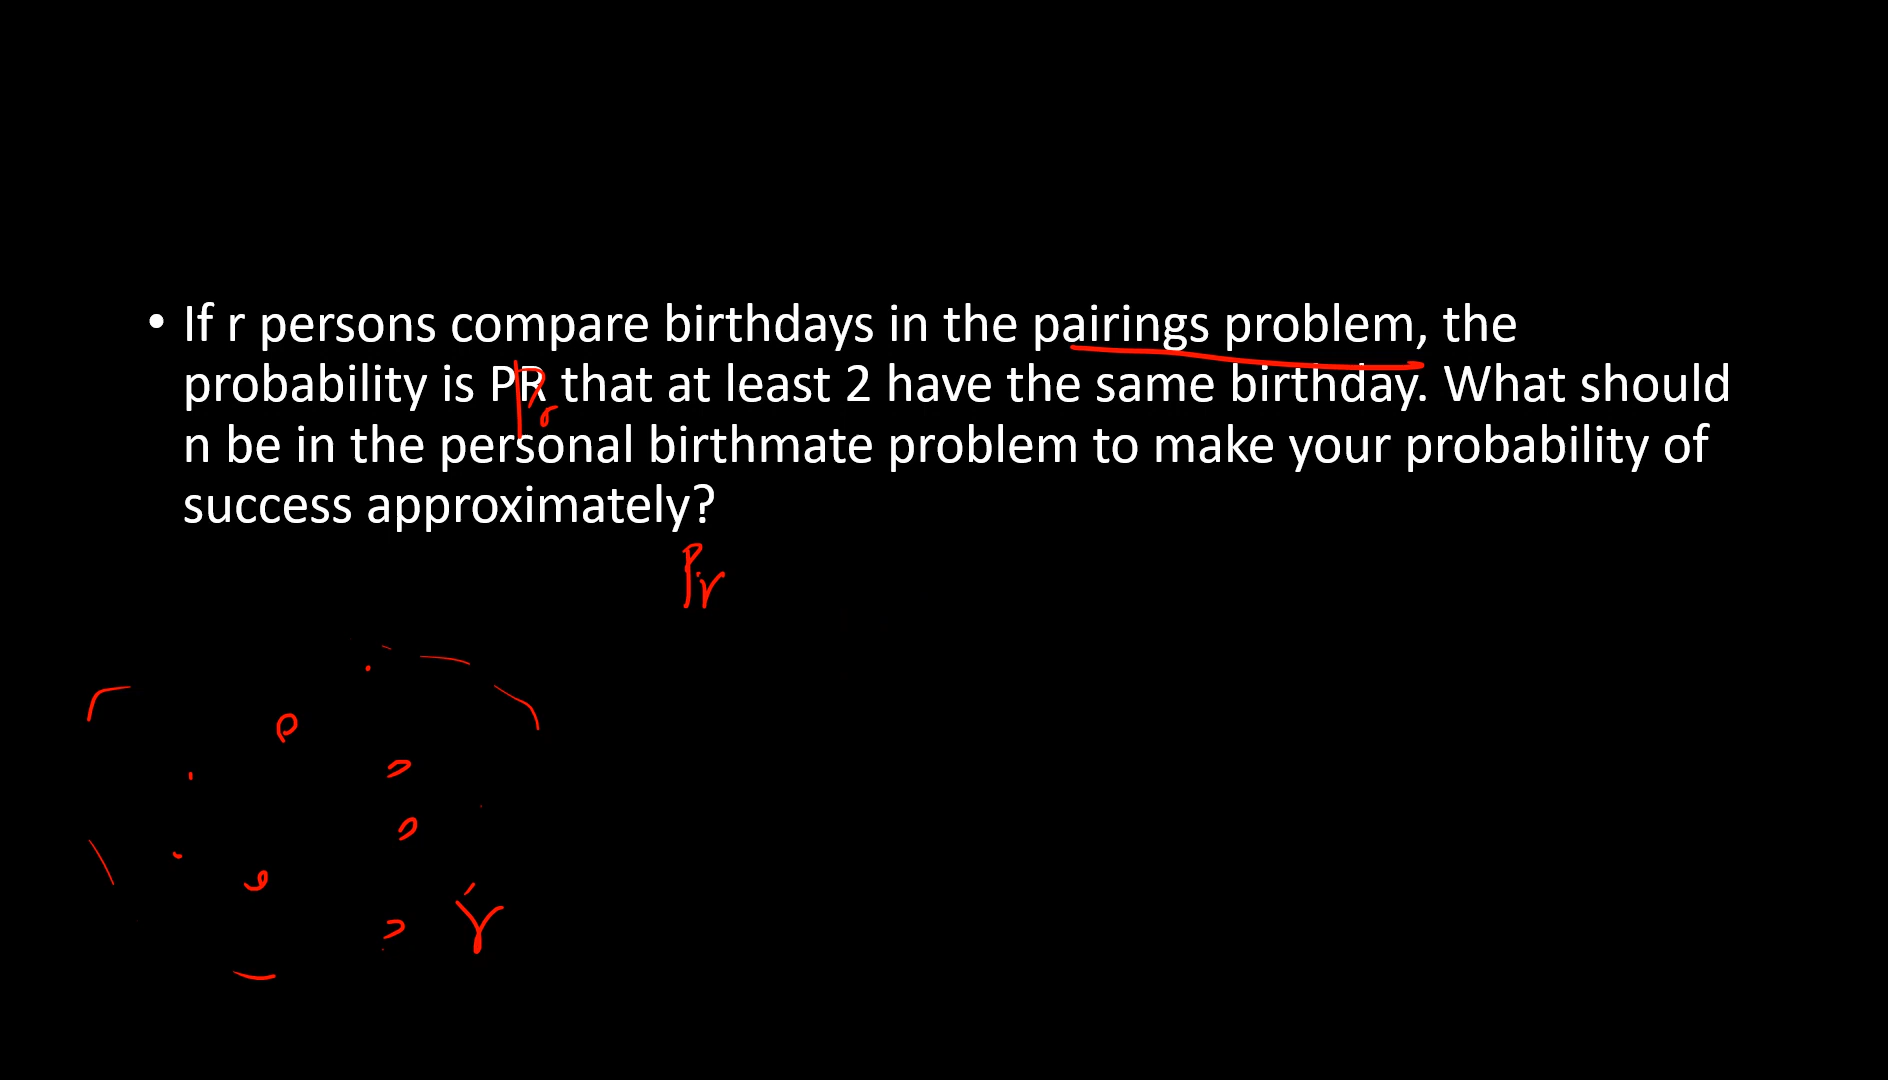 • If r persons compare birthdays in the pairings problem, the
probability is PR that at least 2 have the same birthday. What should
Pr
n be in the personal birthmate problem to make your probability of
success approximately?
Pr
r